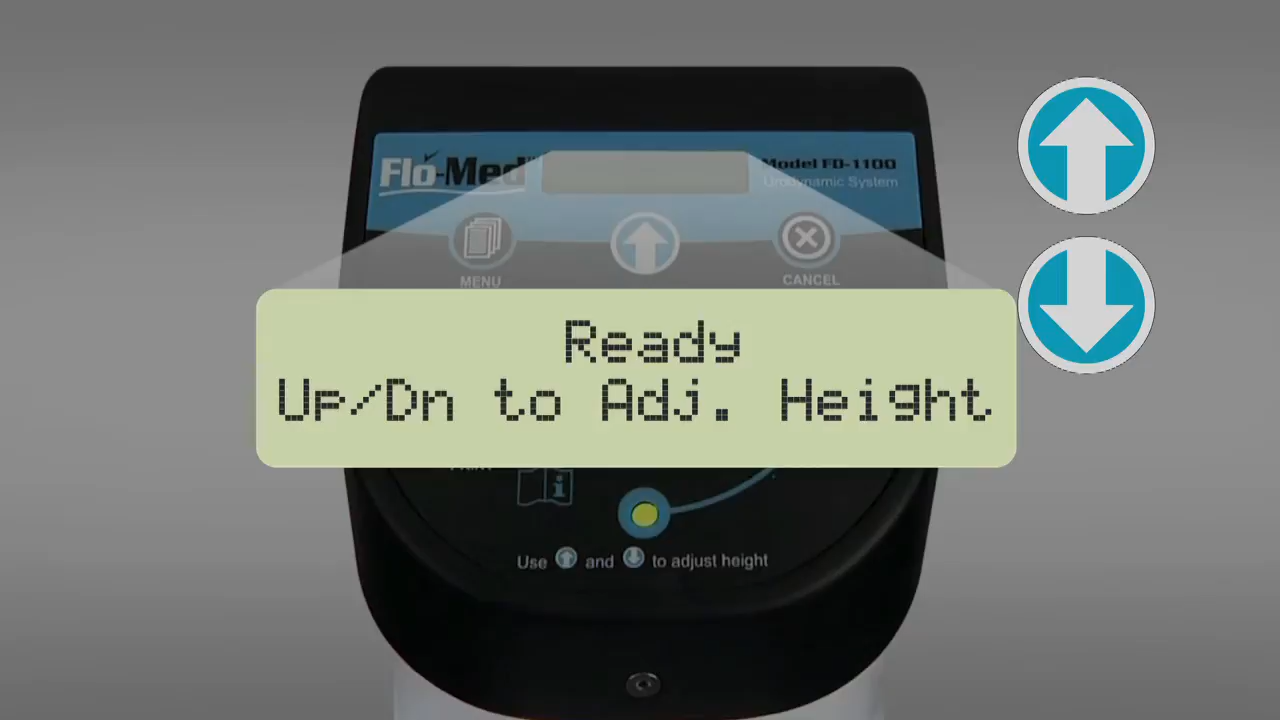 Flo-Med
Model FD-1100
Urodynamic System
MENU
CANCEL
Ready
Up/Dn to Adj. Height
Use and to adjust height